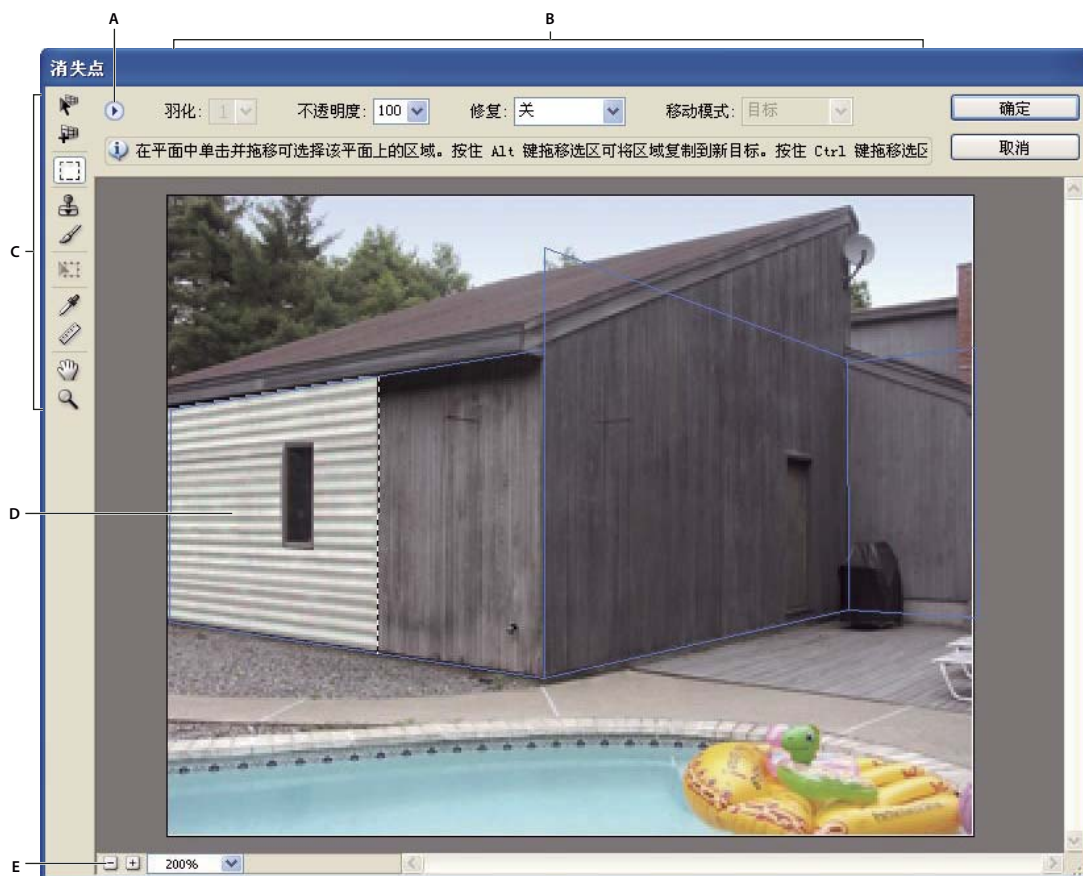 A
B
消失点
羽化: 1 不透明度: 100 修复: 关 移动模式: 目标 确定
在平面中单击并拖移可选择该平面上的区域。按住 Alt 键拖移选区可将区域复制到新目标。按住 Ctrl 键拖移选区 取消
C
D
E
200%